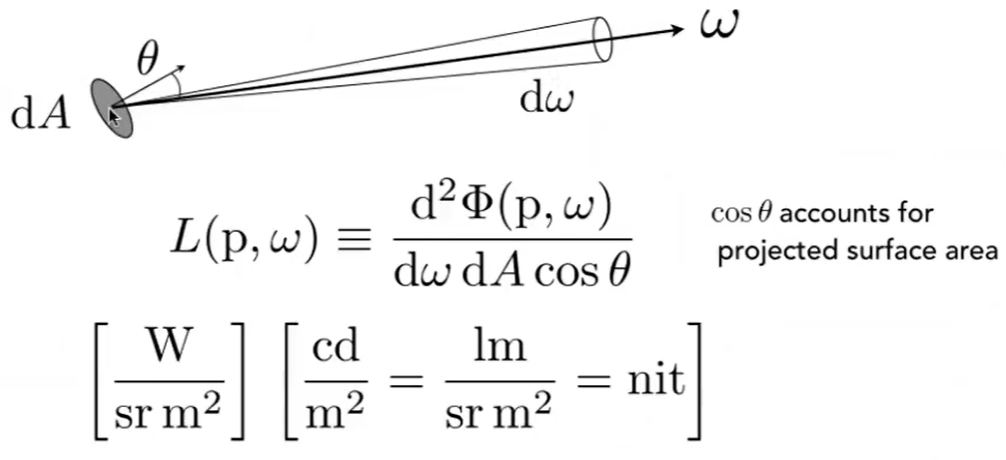 ω
θ
dA
dω
L(p, ω) ≡ d²Φ(p, ω) / dω dA cos θ
cos θ accounts for
projected surface area
[W / sr m²] [cd / m² = lm / sr m² = nit]